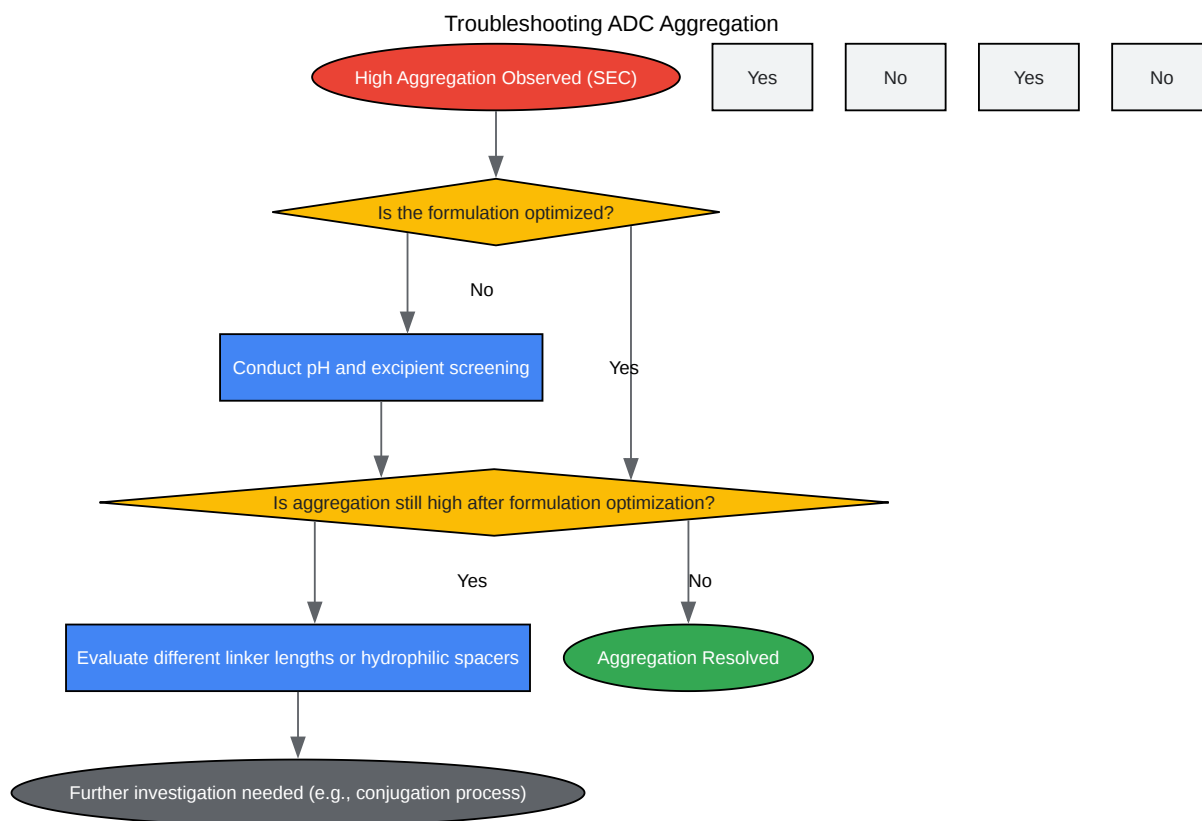 Troubleshooting ADC Aggregation
High Aggregation Observed (SEC)
Yes
No
Yes
No
Is the formulation optimized?
No
Conduct pH and excipient screening
Yes
Is aggregation still high after formulation optimization?
Yes
No
Evaluate different linker lengths or hydrophilic spacers
Aggregation Resolved
Further investigation needed (e.g., conjugation process)